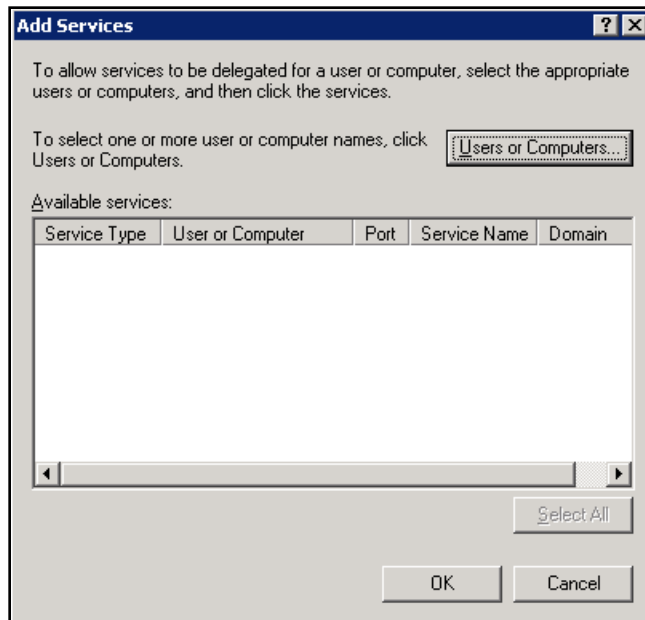 Add Services
To allow services to be delegated for a user or computer, select the appropriate
users or computers, and then click the services.
To select one or more user or computer names, click
Users or Computers.
Users or Computers...
Available services:
Service Type User or Computer Port Service Name Domain
Select All
OK Cancel